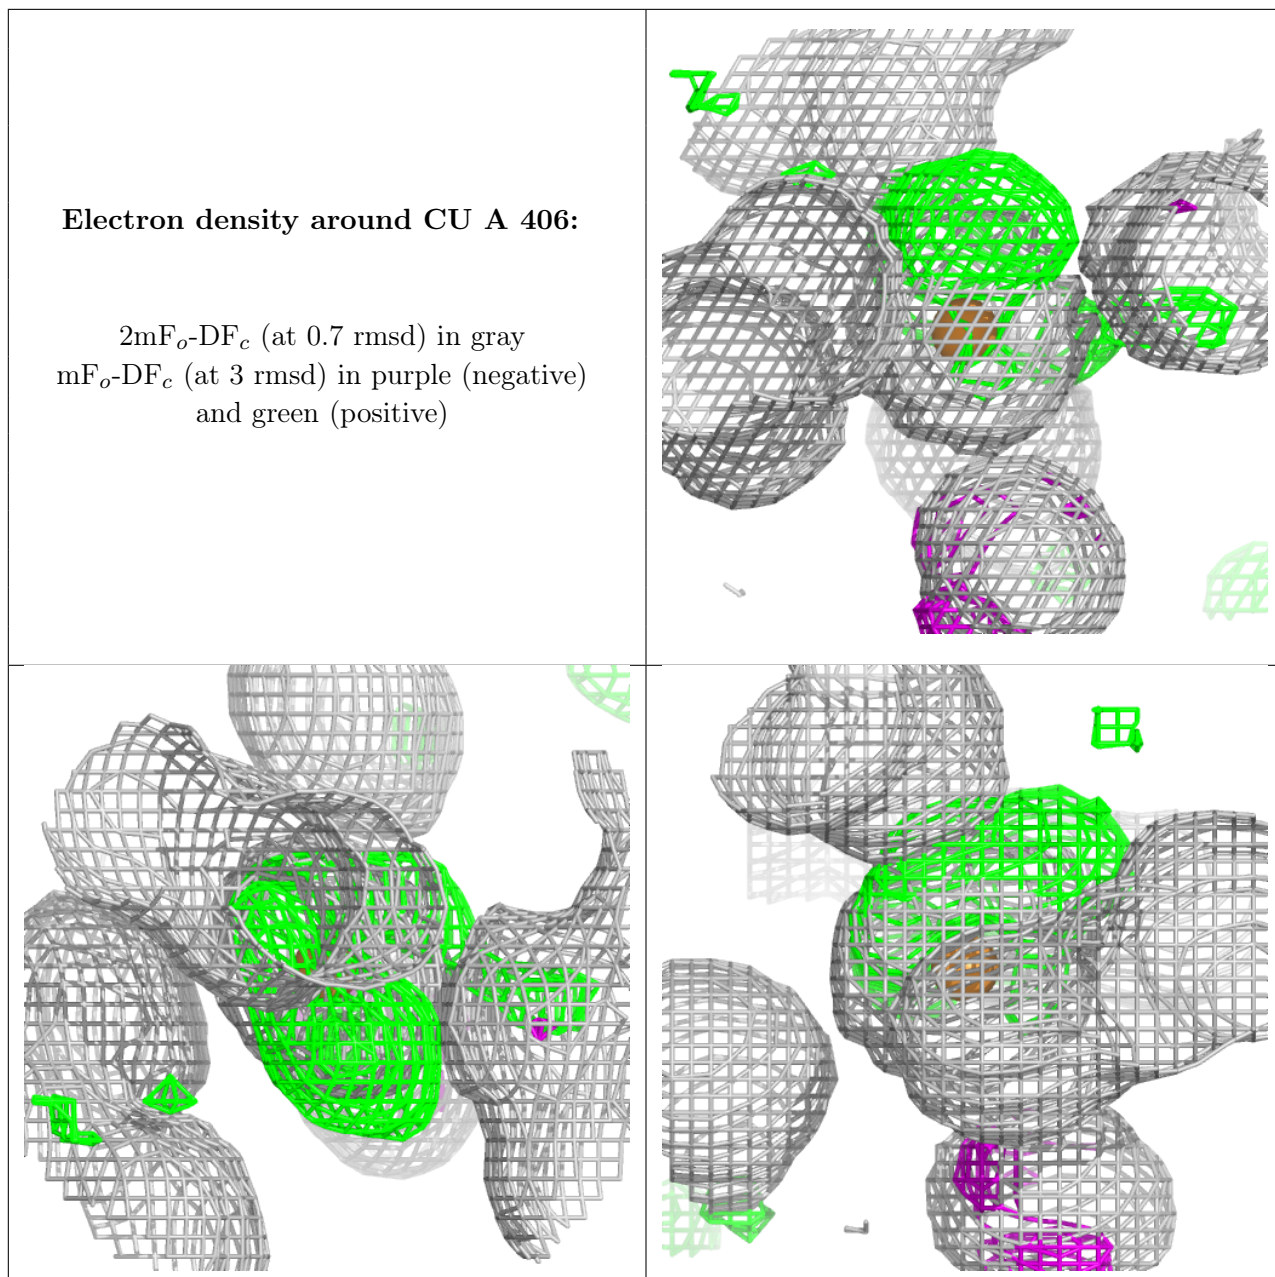 Electron density around CU A 406:
2mFₒ-DF𝒸 (at 0.7 rmsd) in gray
mFₒ-DF𝒸 (at 3 rmsd) in purple (negative)
and green (positive)